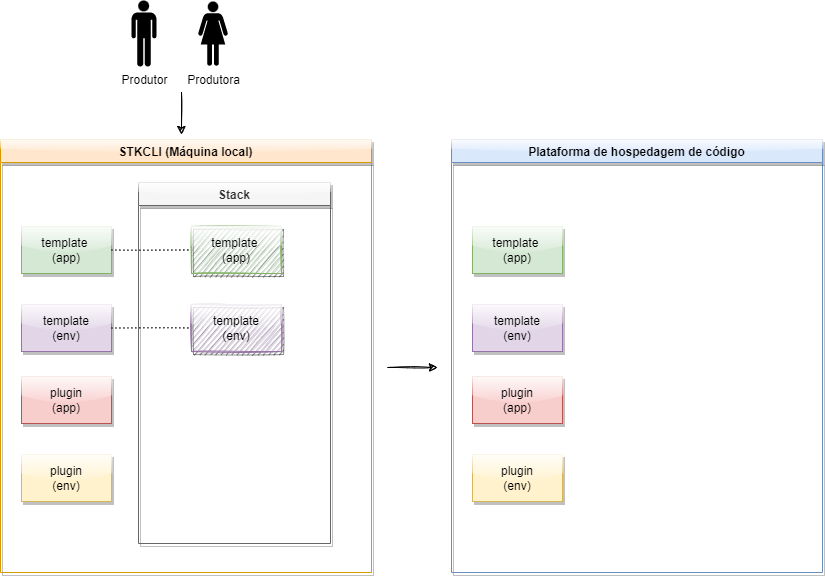 Produtor
Produtora
STKCLI (Máquina local)
Stack
template
(app)
template
(app)
template
(env)
template
(env)
plugin
(app)
plugin
(env)
Plataforma de hospedagem de código
template
(app)
template
(env)
plugin
(app)
plugin
(env)